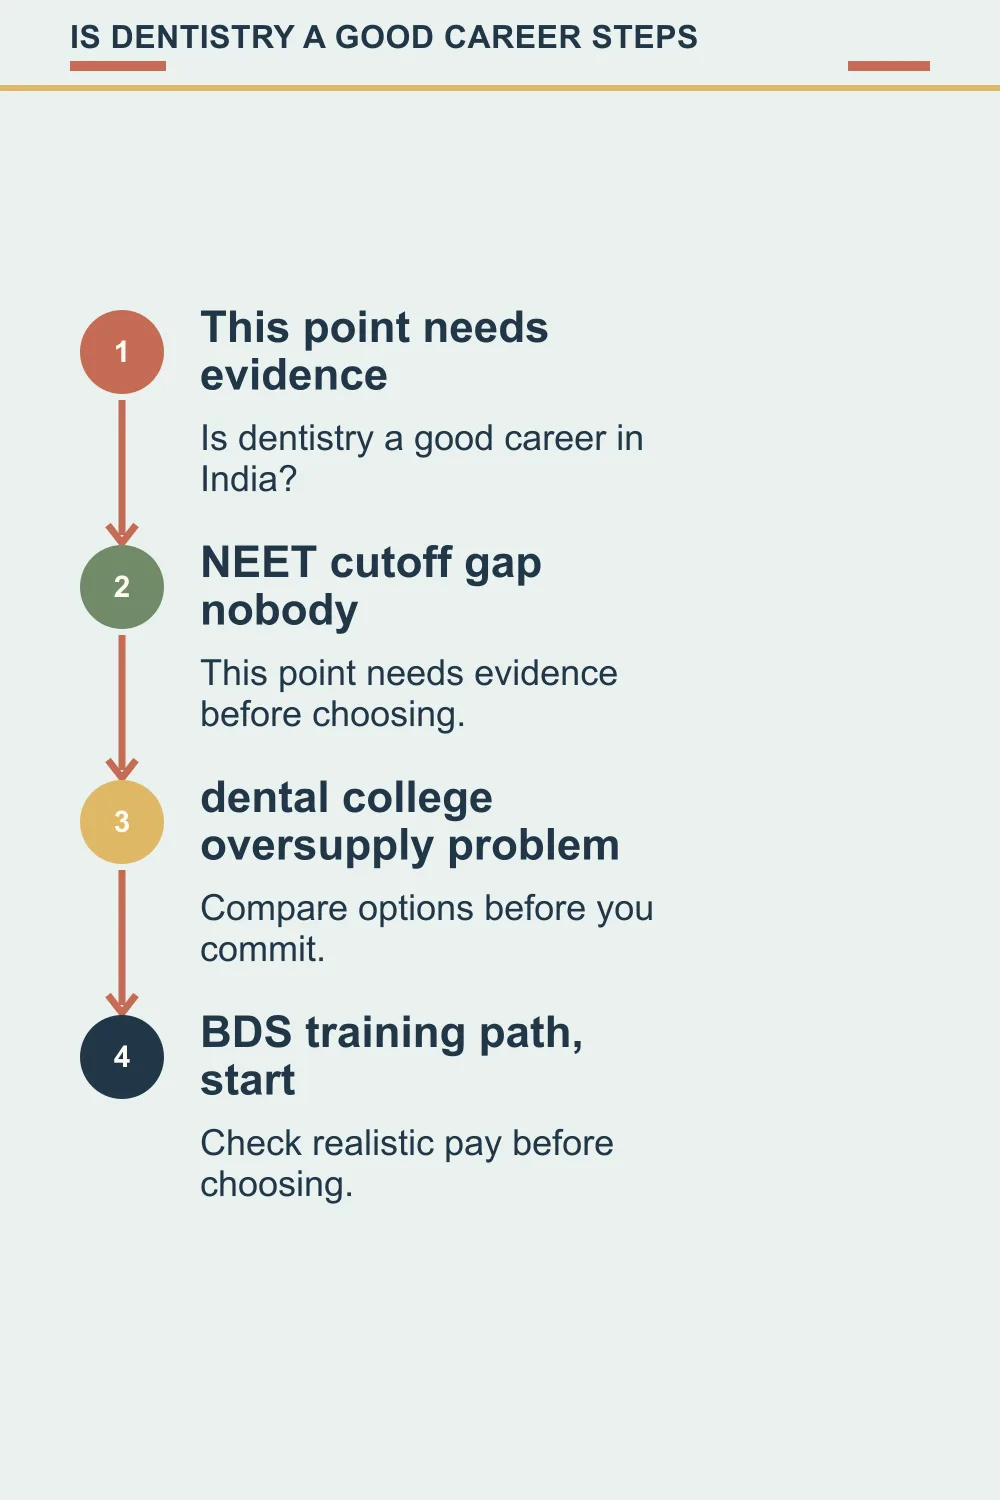 IS DENTISTRY A GOOD CAREER STEPS
1
This point needs
evidence
Is dentistry a good career in
India?
2
NEET cutoff gap
nobody
This point needs evidence
before choosing.
3
dental college
oversupply problem
Compare options before you
commit.
4
BDS training path,
start
Check realistic pay before
choosing.